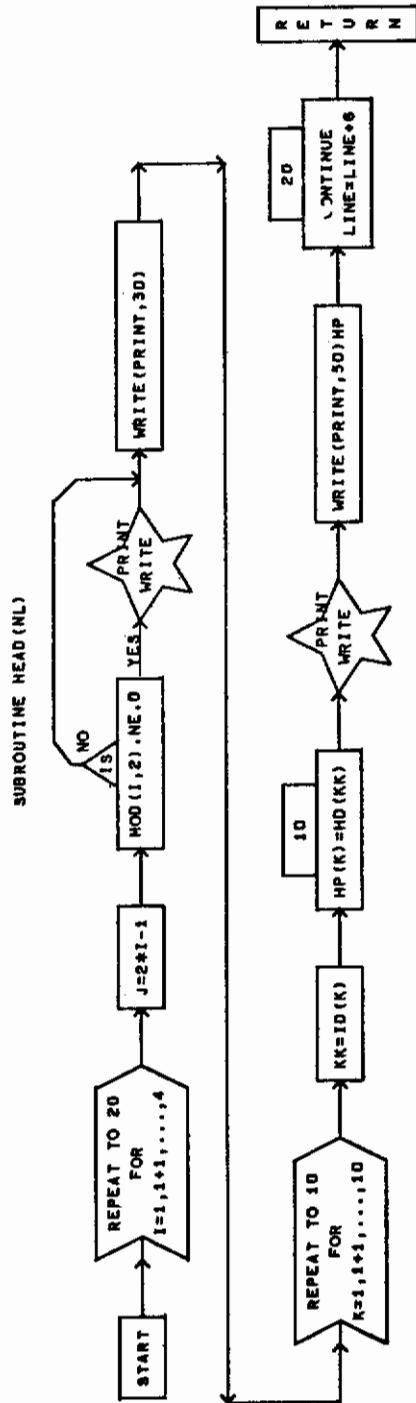 SUBROUTINE HEAD(NL)
START
REPEAT TO 20
FOR
I=1,1+1,...,4
J=2*I-1
NO
IS
MOD(I,2).NE.0
YES
PRINT
WRITE
WRITE(PRINT,30)
REPEAT TO 10
FOR
K=1,1+1,...,10
KK=ID(K)
10
HP(K)=HD(KK)
PRINT
WRITE
WRITE(PRINT,50)HP
20
CONTINUE
LINE=LINE+6
RETURN